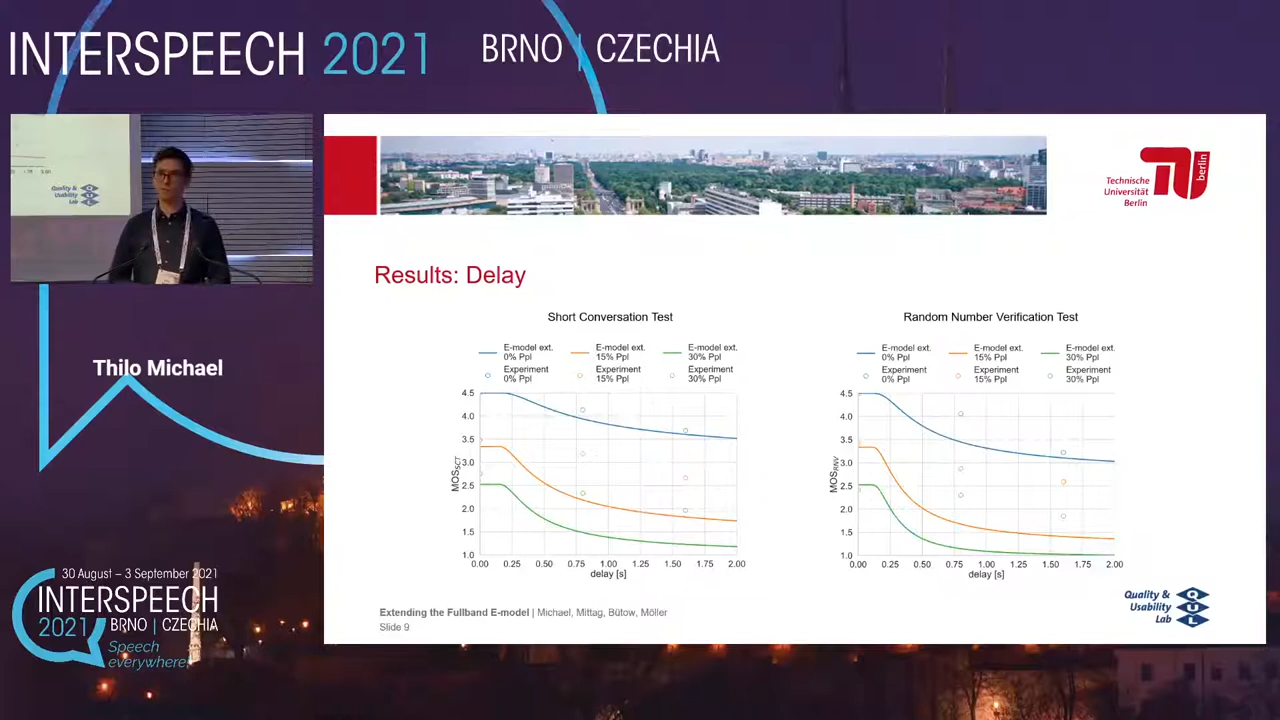 INTERSPEECH 2021 BRNO | CZECHIA
Quality &
Usability
Lab
QUL
Thilo Michael
30 August – 3 September 2021
INTERSPEECH
2021 BRNO | CZECHIA
Speech
everywhere!
Technische
Universität
Berlin
berlin
Results: Delay
Short Conversation Test
E-model ext.
0% Ppl
E-model ext.
15% Ppl
E-model ext.
30% Ppl
Experiment
0% Ppl
Experiment
15% Ppl
Experiment
30% Ppl
4.5
4.0
3.5
3.0
2.5
2.0
1.5
1.0
MOS_SCT
0.00 0.25 0.50 0.75 1.00 1.25 1.50 1.75 2.00
delay [s]
Random Number Verification Test
E-model ext.
0% Ppl
E-model ext.
15% Ppl
E-model ext.
30% Ppl
Experiment
0% Ppl
Experiment
15% Ppl
Experiment
30% Ppl
4.5
4.0
3.5
3.0
2.5
2.0
1.5
1.0
MOS_RNV
0.00 0.25 0.50 0.75 1.00 1.25 1.50 1.75 2.00
delay [s]
Extending the Fullband E-model | Michael, Mittag, Bütow, Möller
Slide 9
Quality &
Usability
Lab
QUL